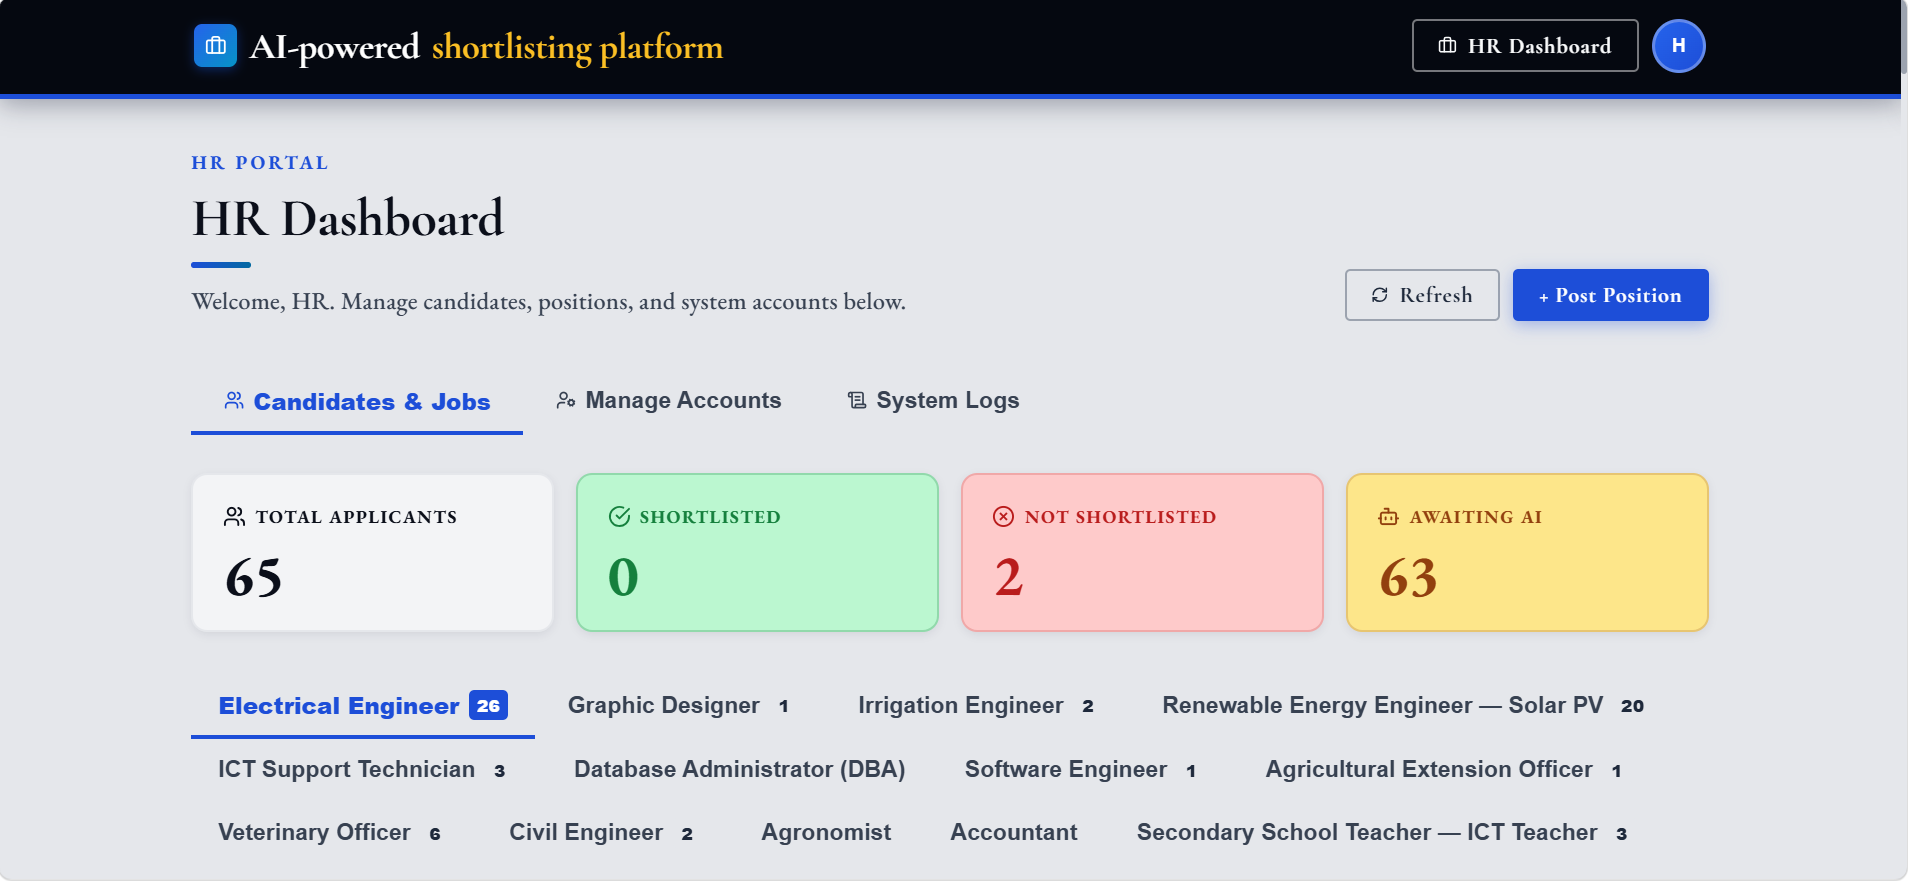 AI-powered shortlisting platform
HR Dashboard
H
HR PORTAL
HR Dashboard
Welcome, HR. Manage candidates, positions, and system accounts below.
Refresh
+ Post Position
Candidates & Jobs
Manage Accounts
System Logs
TOTAL APPLICANTS
65
SHORTLISTED
0
NOT SHORTLISTED
2
AWAITING AI
63
Electrical Engineer 26
Graphic Designer 1
Irrigation Engineer 2
Renewable Energy Engineer — Solar PV 20
ICT Support Technician 3
Database Administrator (DBA)
Software Engineer 1
Agricultural Extension Officer 1
Veterinary Officer 6
Civil Engineer 2
Agronomist
Accountant
Secondary School Teacher — ICT Teacher 3